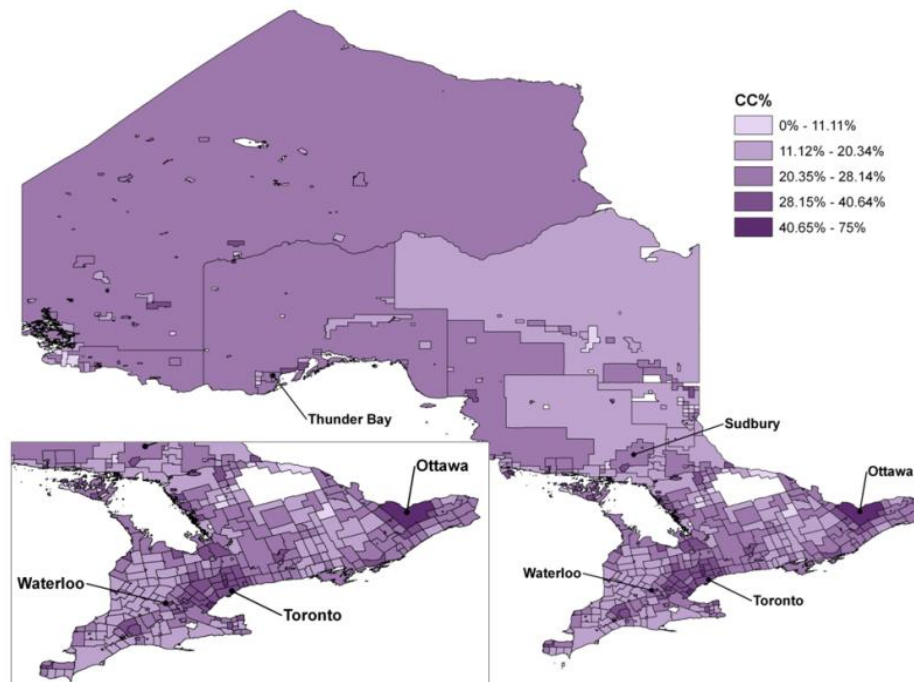 CC%
0% - 11.11%
11.12% - 20.34%
20.35% - 28.14%
28.15% - 40.64%
40.65% - 75%
Thunder Bay
Sudbury
Ottawa
Waterloo
Toronto
Ottawa
Waterloo
Toronto